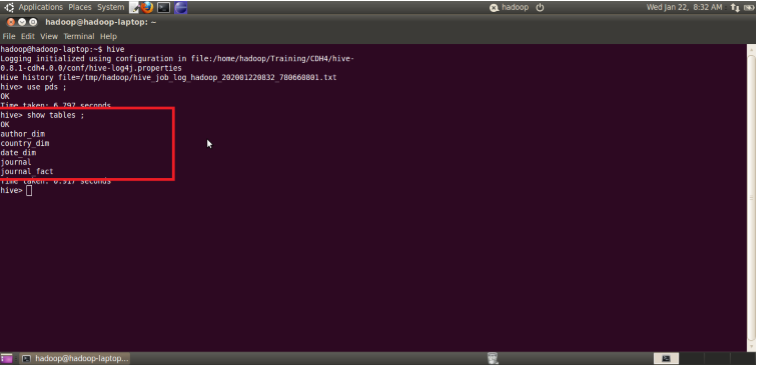 Applications Places System
hadoop
Wed Jan 22, 8:32 AM
hadoop@hadoop-laptop: ~
File Edit View Terminal Help
hadoop@hadoop-laptop:~$ hive
Logging initialized using configuration in file:/home/hadoop/Training/CDH4/hive-
0.8.1-cdh4.0.0/conf/hive-log4j.properties
Hive history file=/tmp/hadoop/hive_job_log_hadoop_202001220832_780660801.txt
hive> use pds ;
OK
Time taken: 6.797 seconds
hive> show tables ;
OK
author_dim
country_dim
date_dim
journal
journal_fact
Time taken: 0.917 seconds
hive>
hadoop@hadoop-laptop...